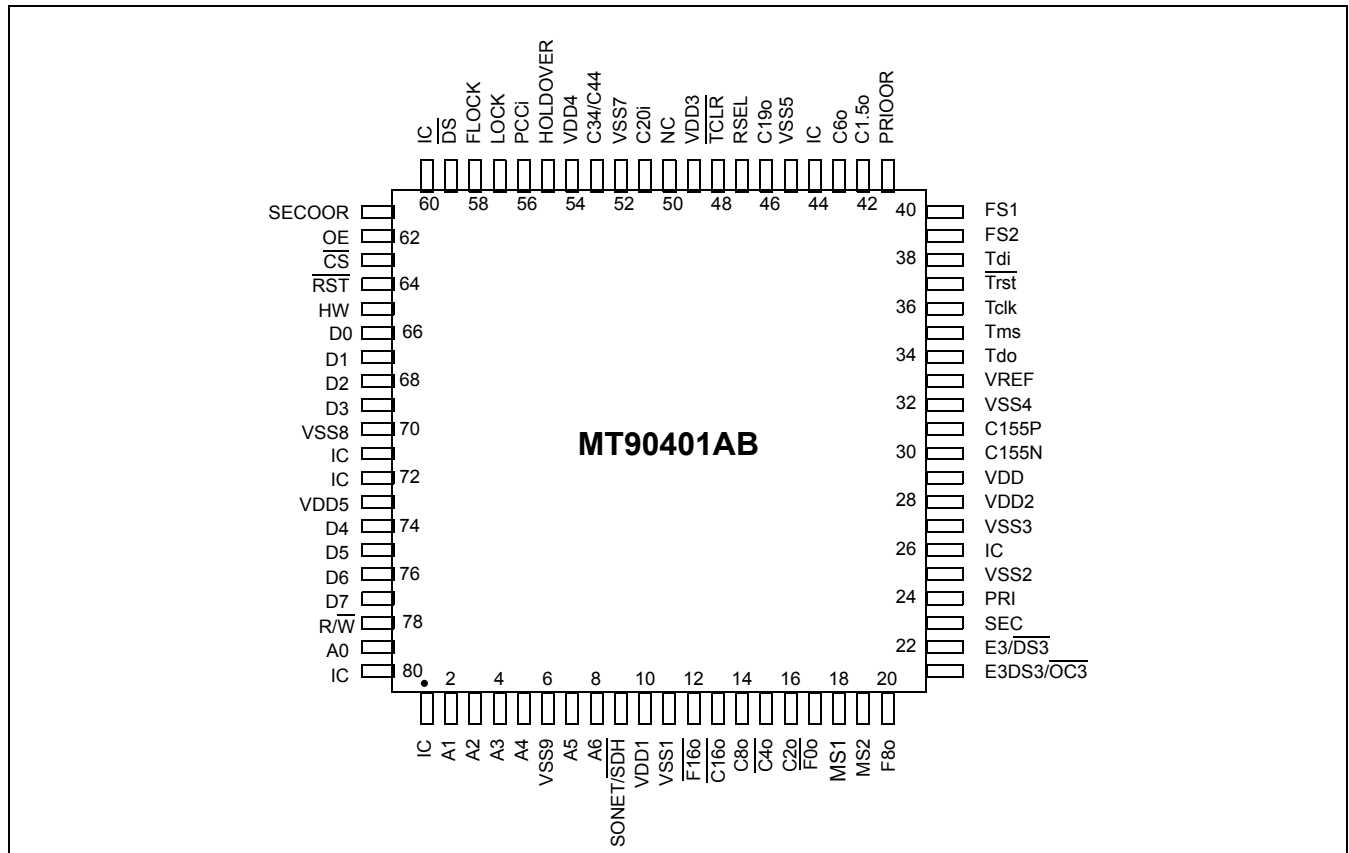 IC
DS
FLOCK
LOCK
PCCi
HOLDOVER
VDD4
C34/C44
VSS7
C20i
NC
VDD3
TCLR
RSEL
C19o
VSS5
IC
C6o
C1.5o
PRIOOR
60
58
56
54
52
50
48
46
44
42
SECOOR
OE 62
CS
RST 64
HW
D0 66
D1
D2 68
D3
VSS8 70
IC
IC 72
VDD5
D4 74
D5
D6 76
D7
R/W 78
A0
IC 80
MT90401AB
40 FS1
FS2
38 Tdi
Trst
36 Tclk
Tms
34 Tdo
VREF
32 VSS4
C155P
30 C155N
VDD
28 VDD2
VSS3
26 IC
VSS2
24 PRI
SEC
22 E3/DS3
E3DS3/OC3
2
4
6
8
10
12
14
16
18
20
IC
A1
A2
A3
A4
VSS9
A5
A6
SONET/SDH
VDD1
VSS1
F16o
C16o
C8o
C4o
C2o
F0o
MS1
MS2
F8o